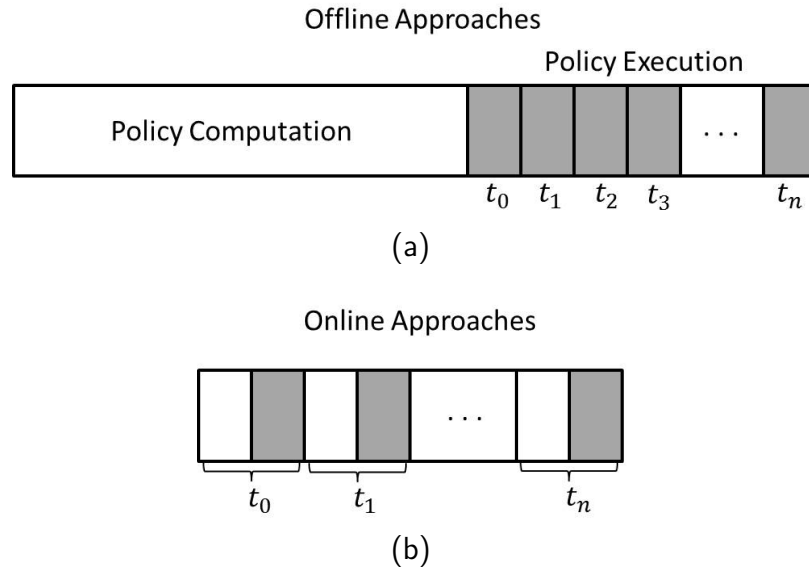 Offline Approaches
Policy Execution
Policy Computation
. . .
t₀ t₁ t₂ t₃ tₙ
(a)
Online Approaches
. . .
t₀ t₁ tₙ
(b)